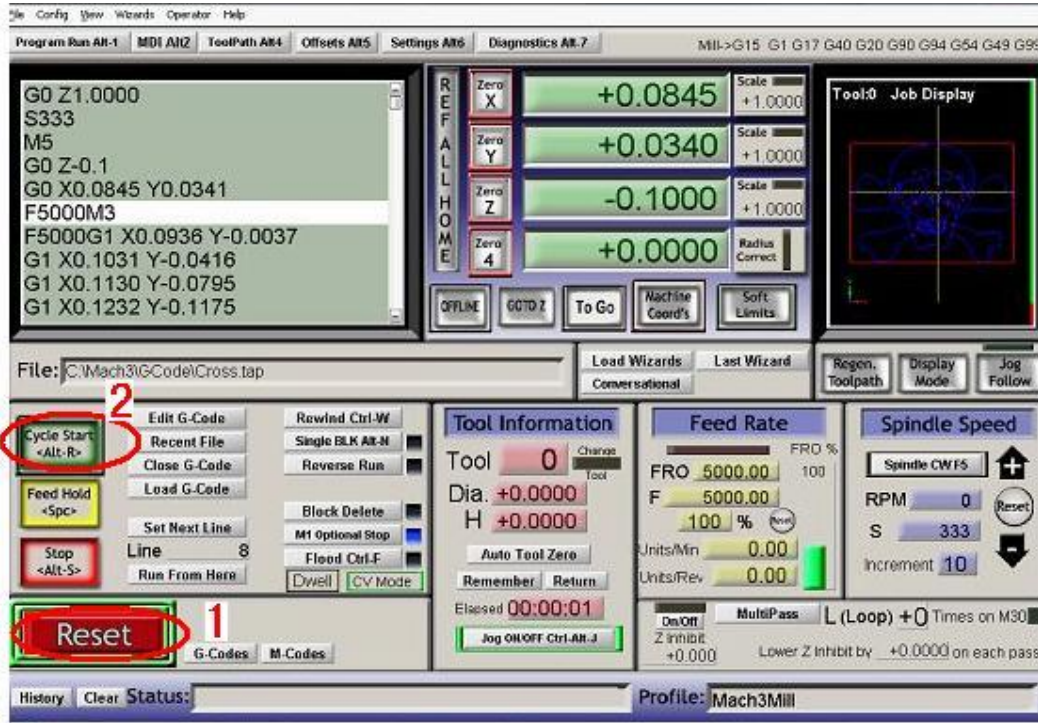 File Config View Wizards Operator Help
Program Run Alt-1 MDI Alt2 ToolPath Alt4 Offsets Alt5 Settings Alt6 Diagnostics Alt-7 Mill->G15 G1 G17 G40 G20 G90 G94 G54 G49 G99
G0 Z1.0000
S333
M5
G0 Z-0.1
G0 X0.0845 Y0.0341
F5000M3
F5000G1 X0.0936 Y-0.0037
G1 X0.1031 Y-0.0416
G1 X0.1130 Y-0.0795
G1 X0.1232 Y-0.1175
REF ALL HOME
Zero X +0.0845 Scale +1.0000
Zero Y +0.0340 Scale +1.0000
Zero Z -0.1000 Scale +1.0000
Zero 4 +0.0000 Radius Correct
OFFLINE GOTO Z To Go Machine Coord's Soft Limits
Tool:0 Job Display
File: C:\Mach3\GCode\Cross.tap
Load Wizards Last Wizard
Conversational
Regen. Toolpath Display Mode Jog Follow
2
Cycle Start <Alt-R>
Feed Hold <Spc>
Stop <Alt-S>
Edit G-Code
Recent File
Close G-Code
Load G-Code
Set Next Line
Line 8
Run From Here
Rewind Ctrl-W
Single BLK Alt-N
Reverse Run
Block Delete
M1 Optional Stop
Flood Ctrl-F
Dwell CV Mode
Reset
1
G-Codes M-Codes
Tool Information
Tool 0 Change Tool
Dia. +0.0000
H +0.0000
Auto Tool Zero
Remember Return
Elapsed 00:00:01
Jog ON/OFF Ctrl-Alt-J
Feed Rate
FRO %
FRO 5000.00 100
F 5000.00
100 % Reset
Units/Min 0.00
Units/Rev 0.00
Spindle Speed
Spindle CW F5
RPM 0 Reset
S 333
Increment 10
On/Off MultiPass L (Loop) +0 Times on M30
Z Inhibit
+0.000 Lower Z Inhibit by +0.0000 on each pass
History Clear Status: Profile: Mach3Mill